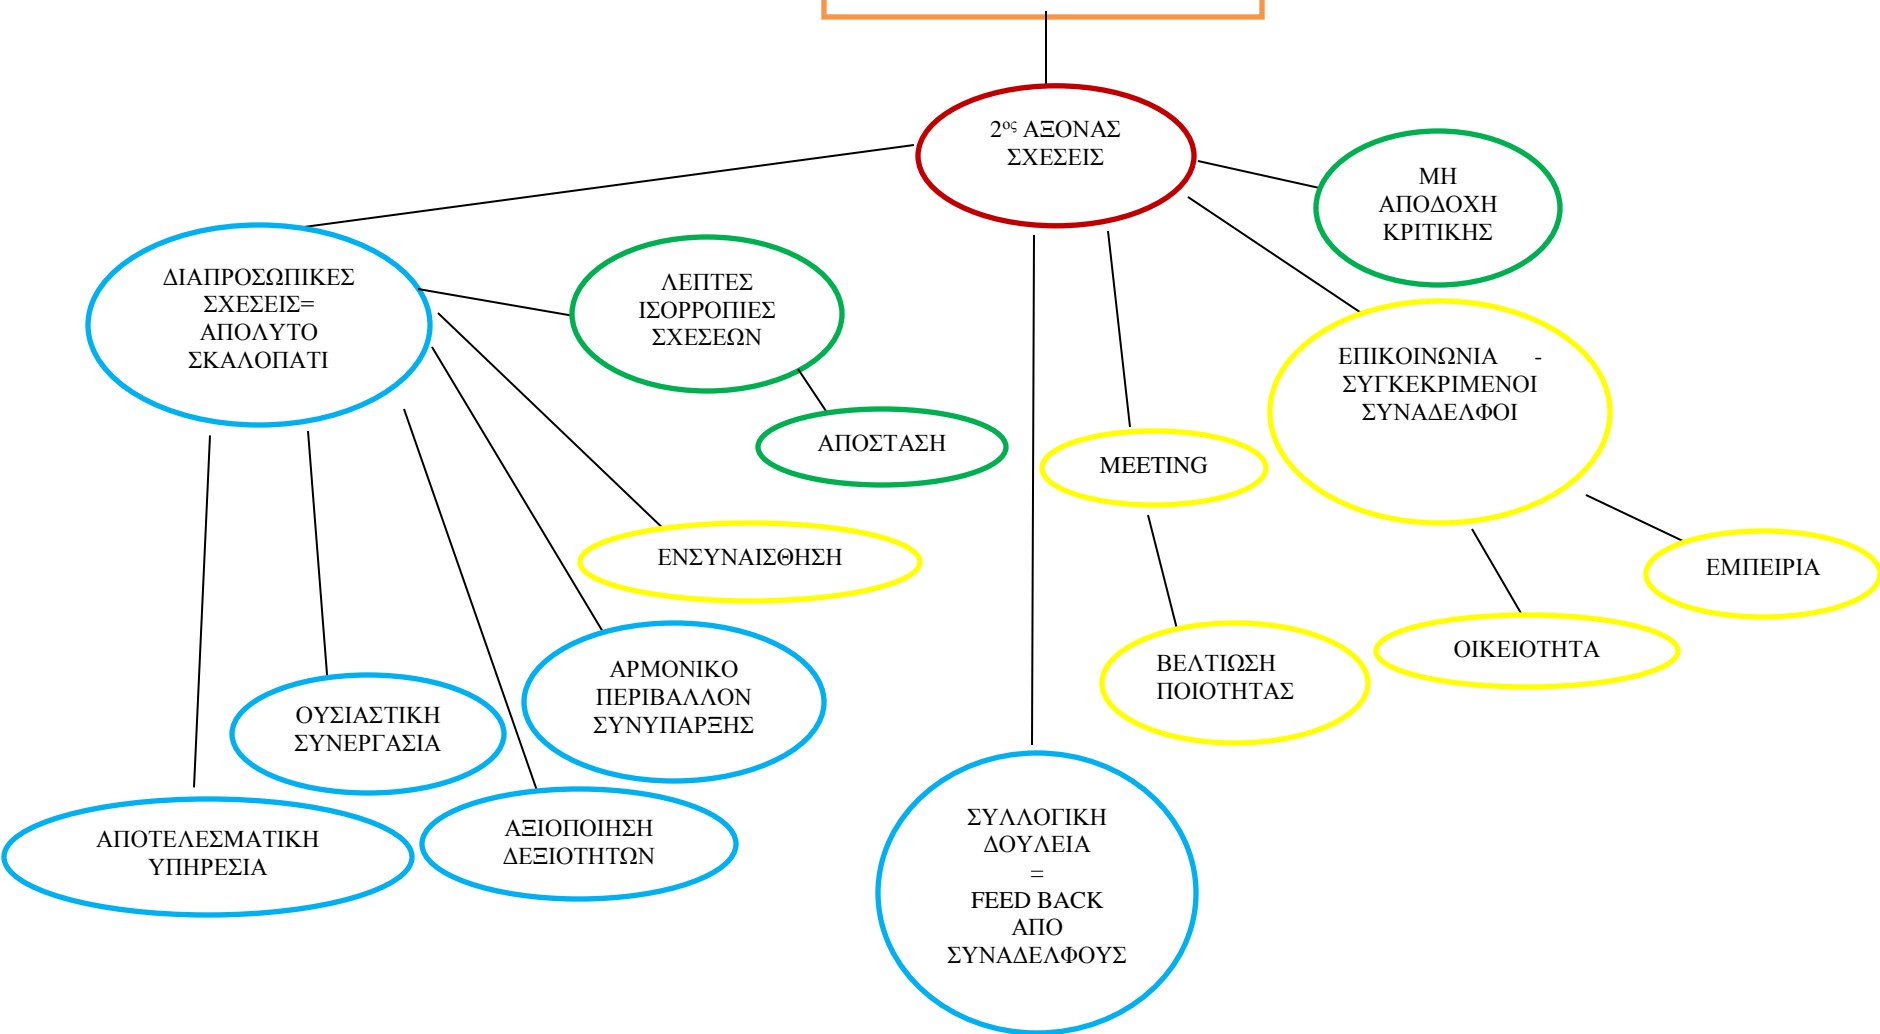 2ος ΑΞΟΝΑΣ
ΣΧΕΣΕΙΣ
ΜΗ
ΑΠΟΔΟΧΗ
ΚΡΙΤΙΚΗΣ
ΔΙΑΠΡΟΣΩΠΙΚΕΣ
ΣΧΕΣΕΙΣ=
ΑΠΟΛΥΤΟ
ΣΚΑΛΟΠΑΤΙ
ΛΕΠΤΕΣ
ΙΣΟΡΡΟΠΙΕΣ
ΣΧΕΣΕΩΝ
ΑΠΟΣΤΑΣΗ
ΕΠΙΚΟΙΝΩΝΙΑ -
ΣΥΓΚΕΚΡΙΜΕΝΟΙ
ΣΥΝΑΔΕΛΦΟΙ
MEETING
ΕΝΣΥΝΑΙΣΘΗΣΗ
ΕΜΠΕΙΡΙΑ
ΟΙΚΕΙΟΤΗΤΑ
ΒΕΛΤΙΩΣΗ
ΠΟΙΟΤΗΤΑΣ
ΑΡΜΟΝΙΚΟ
ΠΕΡΙΒΑΛΛΟΝ
ΣΥΝΥΠΑΡΞΗΣ
ΟΥΣΙΑΣΤΙΚΗ
ΣΥΝΕΡΓΑΣΙΑ
ΑΠΟΤΕΛΕΣΜΑΤΙΚΗ
ΥΠΗΡΕΣΙΑ
ΑΞΙΟΠΟΙΗΣΗ
ΔΕΞΙΟΤΗΤΩΝ
ΣΥΛΛΟΓΙΚΗ
ΔΟΥΛΕΙΑ
=
FEED BACK
ΑΠΟ
ΣΥΝΑΔΕΛΦΟΥΣ